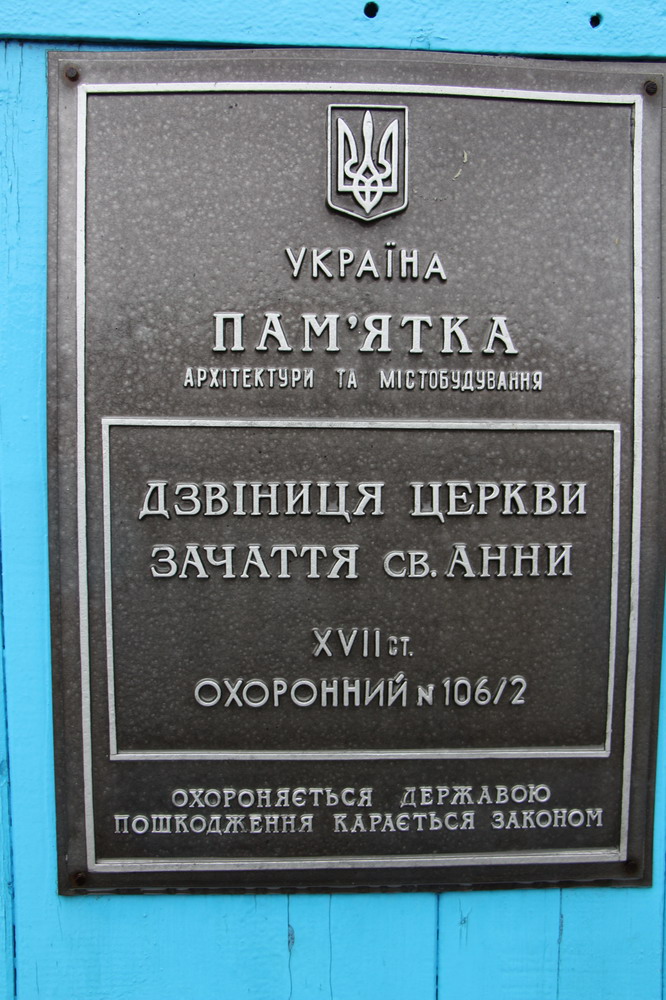 УКРАЇНА
ПАМ'ЯТКА
АРХІТЕКТУРИ ТА МІСТОБУДУВАННЯ
ДЗВІНИЦЯ ЦЕРКВИ
ЗАЧАТТЯ СВ. АННИ
XVII СТ.
ОХОРОННИЙ N 106/2
ОХОРОНЯЄТЬСЯ ДЕРЖАВОЮ
ПОШКОДЖЕННЯ КАРАЄТЬСЯ ЗАКОНОМ